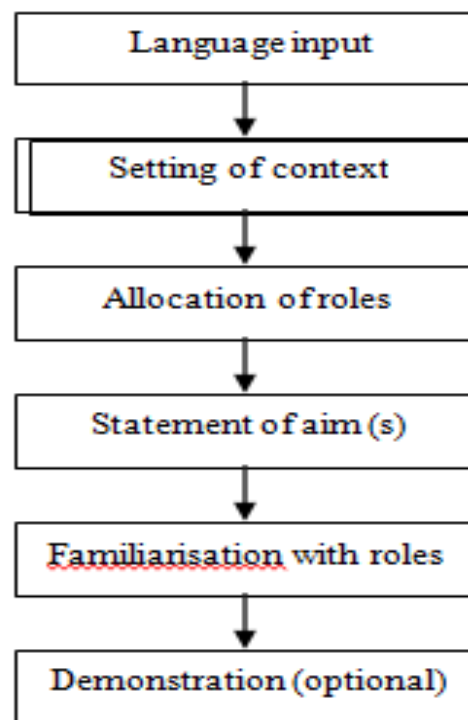 Language input
Setting of context
Allocation of roles
Statement of aim (s)
Familiarisation with roles
Demonstration (optional)